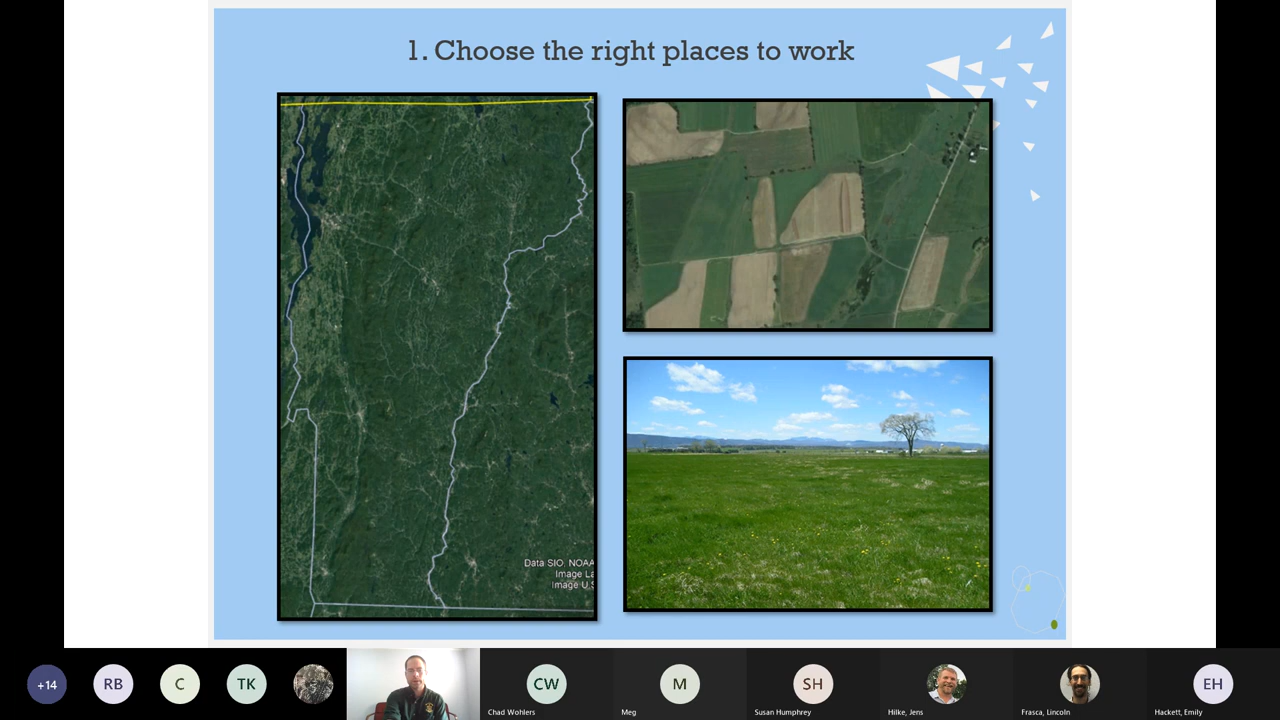 1. Choose the right places to work
Data SIO, NOAA
Image La
Image U.S
+14
RB
C
TK
CW
Chad Wohlers
M
Meg
SH
Susan Humphrey
Hilke, Jens
Frasca, Lincoln
EH
Hackett, Emily